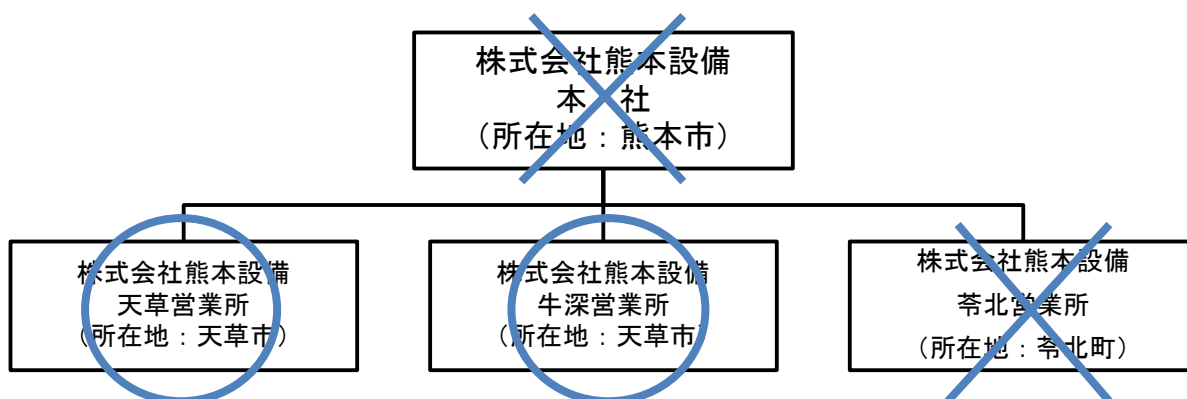 株式会社熊本設備
本　社
（所在地：熊本市）
株式会社熊本設備
天草営業所
（所在地：天草市）
株式会社熊本設備
牛深営業所
（所在地：天草市）
株式会社熊本設備
苓北営業所
（所在地：苓北町）